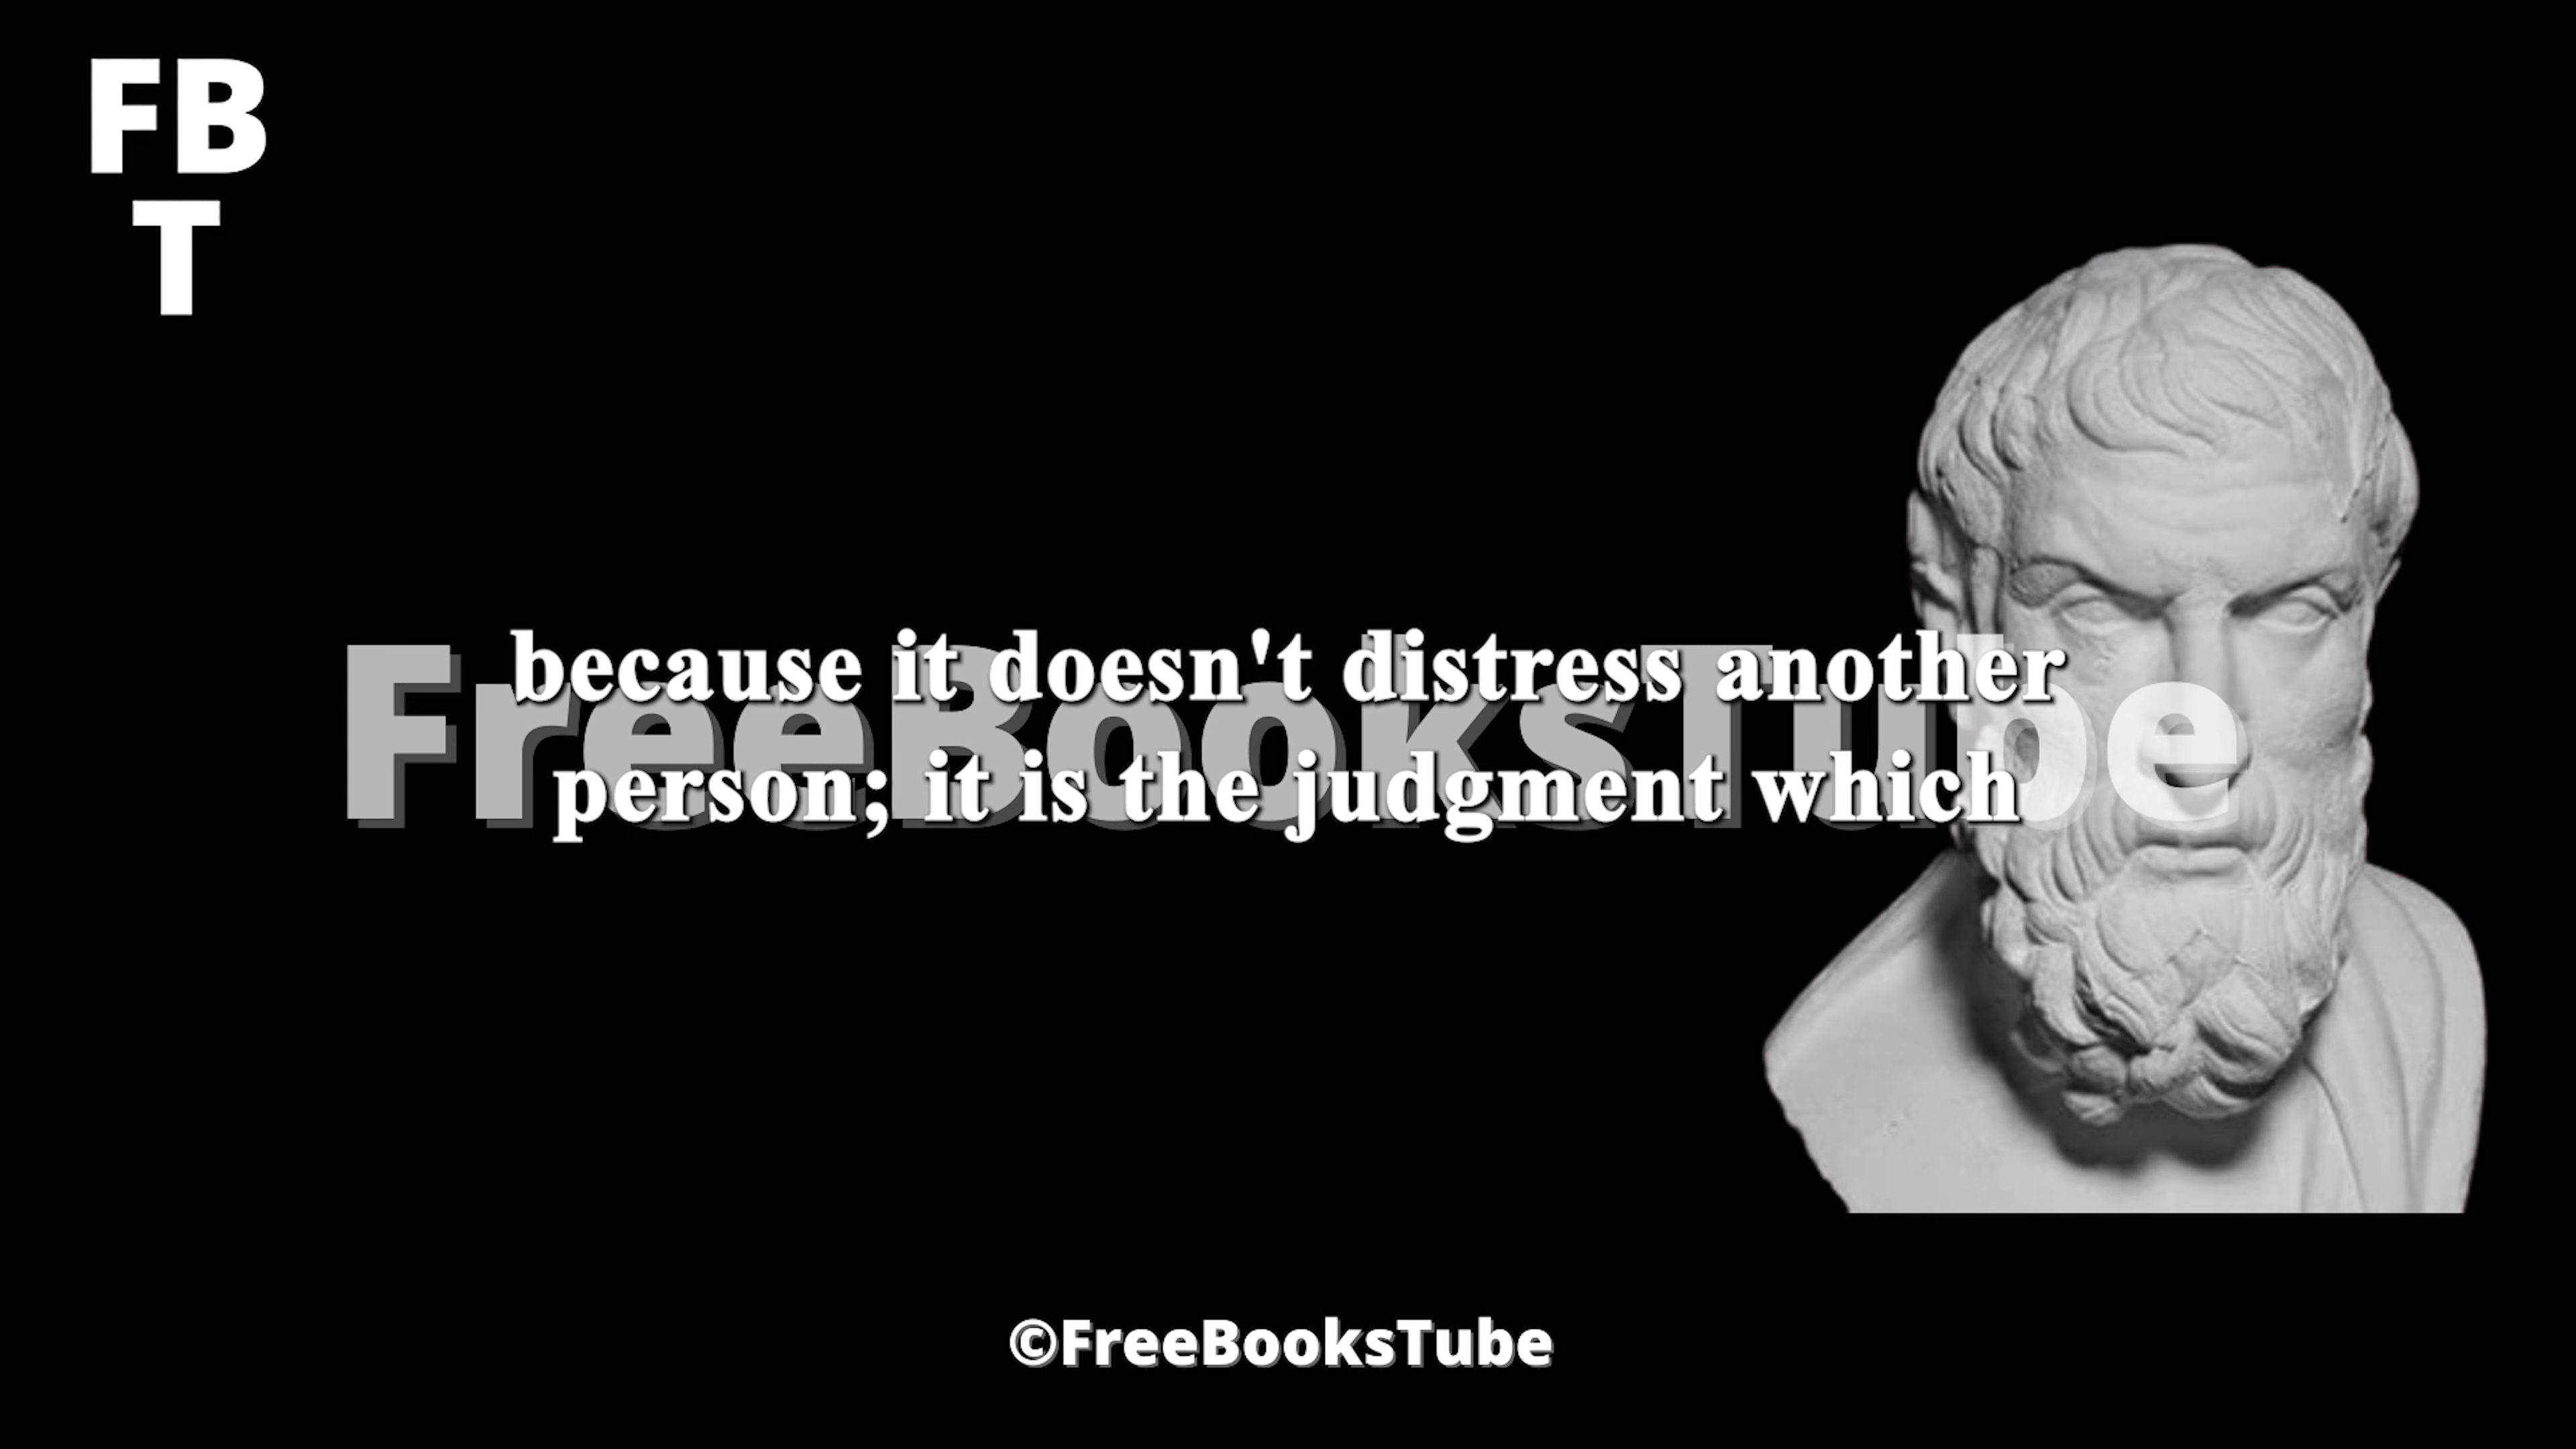 FB
T
because it doesn't distress another
FreeBooksTube
person; it is the judgment which
©FreeBooksTube